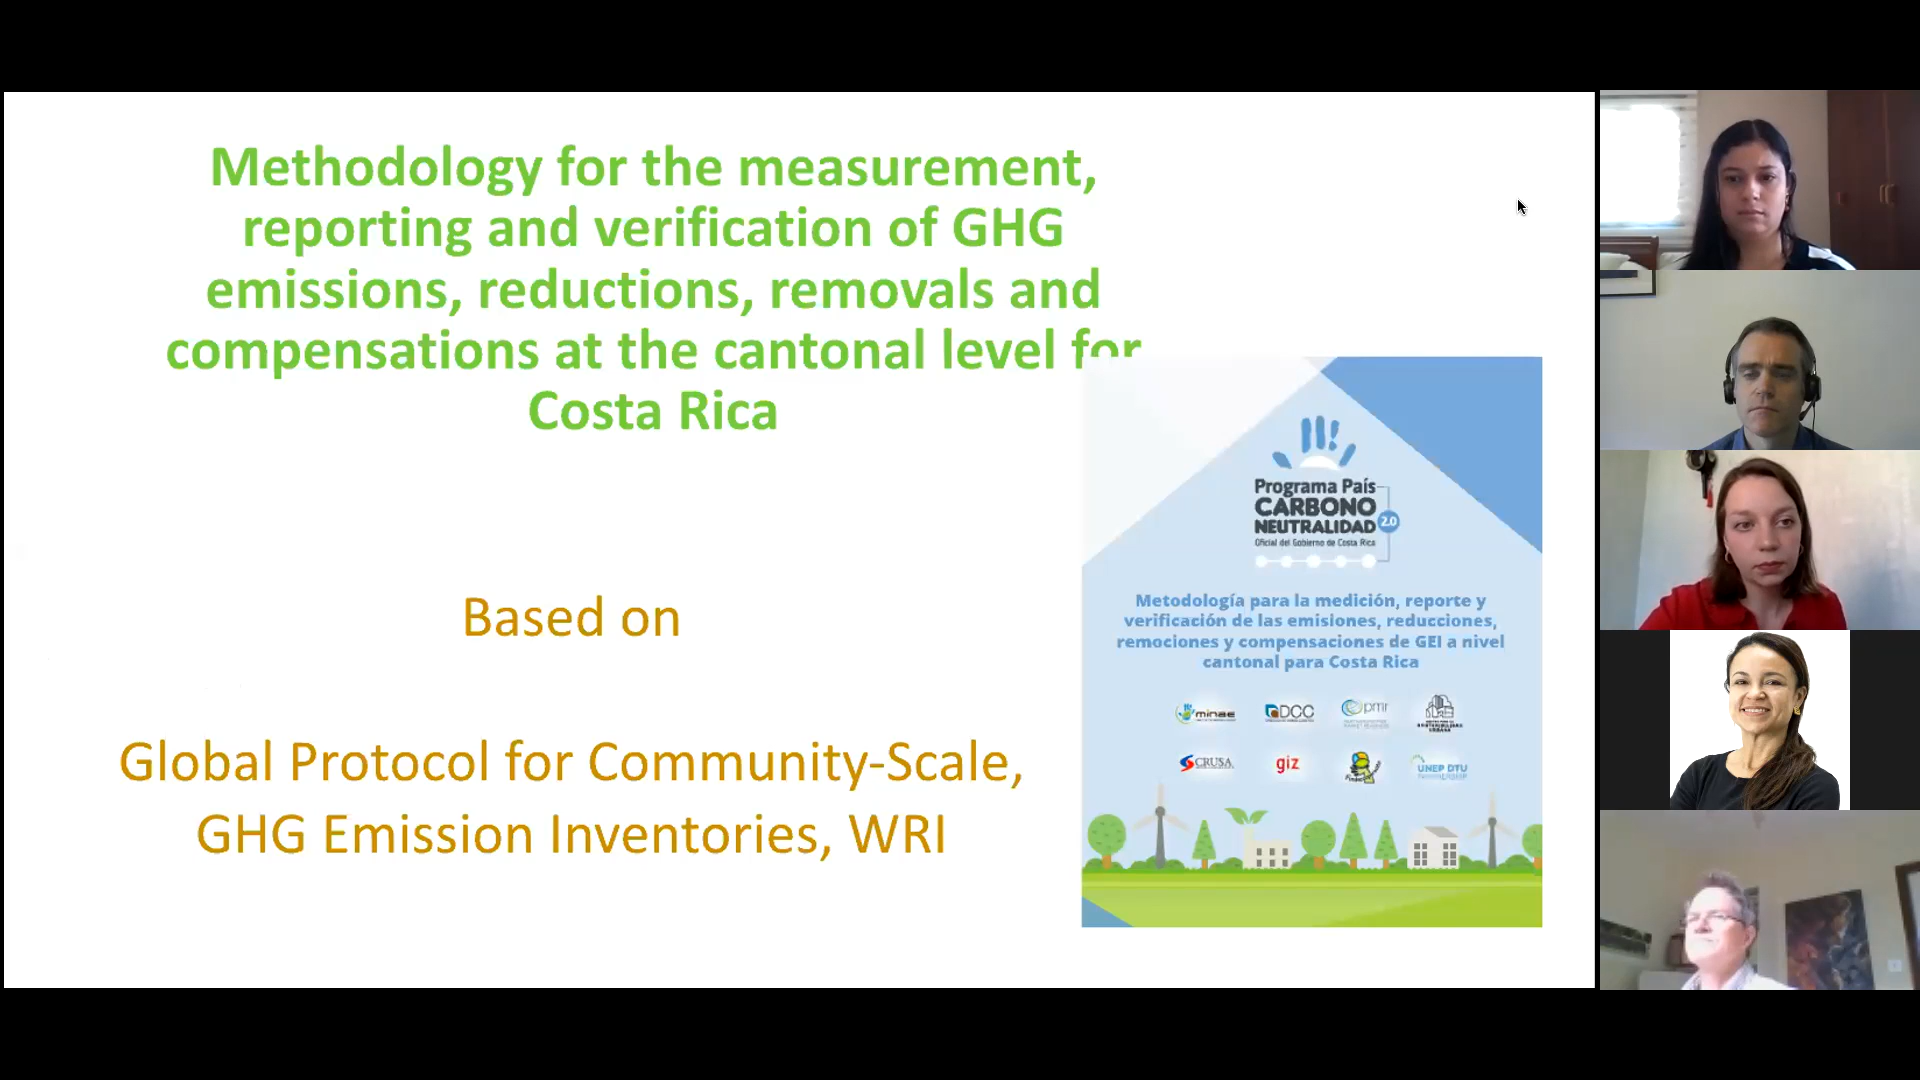 Methodology for the measurement,
reporting and verification of GHG
emissions, reductions, removals and
compensations at the cantonal level for
Costa Rica
Based on
Global Protocol for Community-Scale,
GHG Emission Inventories, WRI
Programa País
CARBONO
NEUTRALIDAD
2.0
Oficial del Gobierno de Costa Rica
Metodología para la medición, reporte y
verificación de las emisiones, reducciones,
remociones y compensaciones de GEI a nivel
cantonal para Costa Rica
minae
DCC
pmr
CRUSA
giz
UNEP DTU